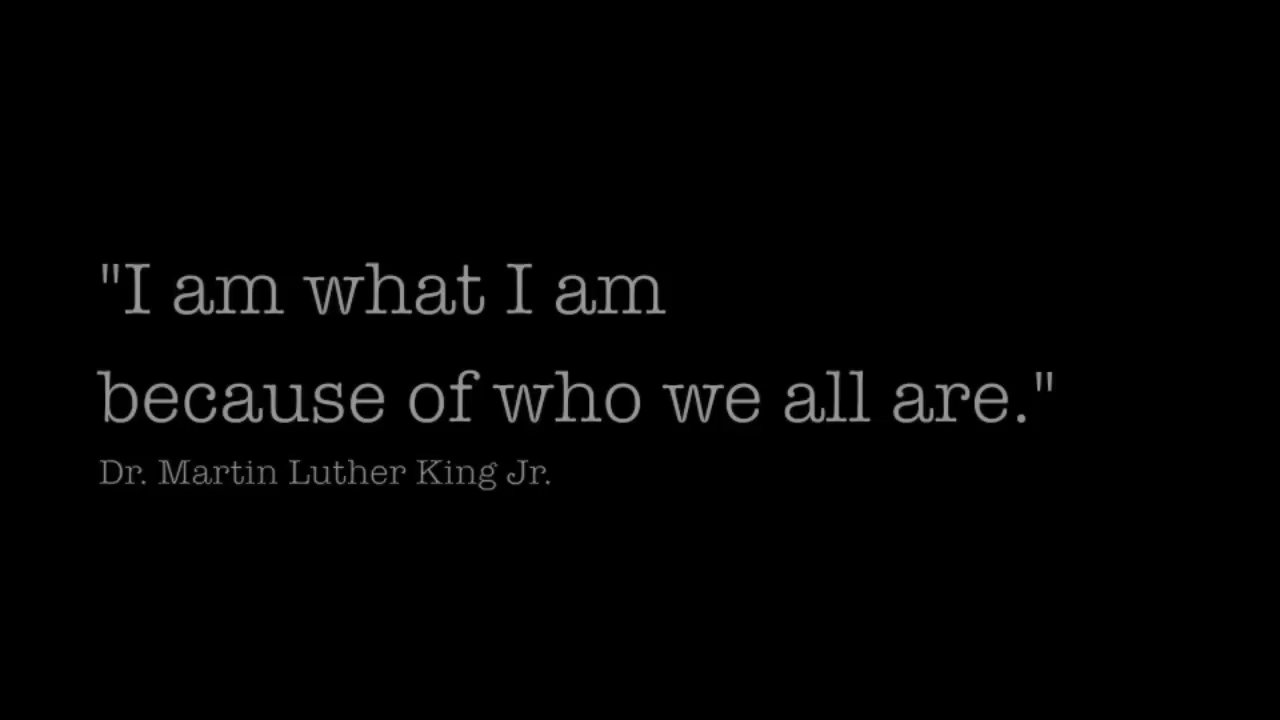 "I am what I am
because of who we all are."
Dr. Martin Luther King Jr.